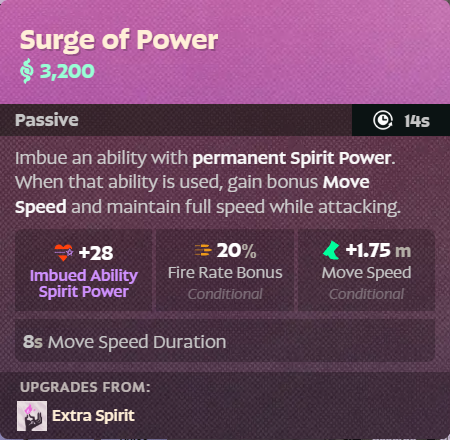 Surge of Power
3,200
Passive
14s
Imbue an ability with permanent Spirit Power.
When that ability is used, gain bonus Move
Speed and maintain full speed while attacking.
+28
Imbued Ability
Spirit Power
20%
Fire Rate Bonus
Conditional
+1.75 m
Move Speed
Conditional
8s Move Speed Duration
UPGRADES FROM:
Extra Spirit